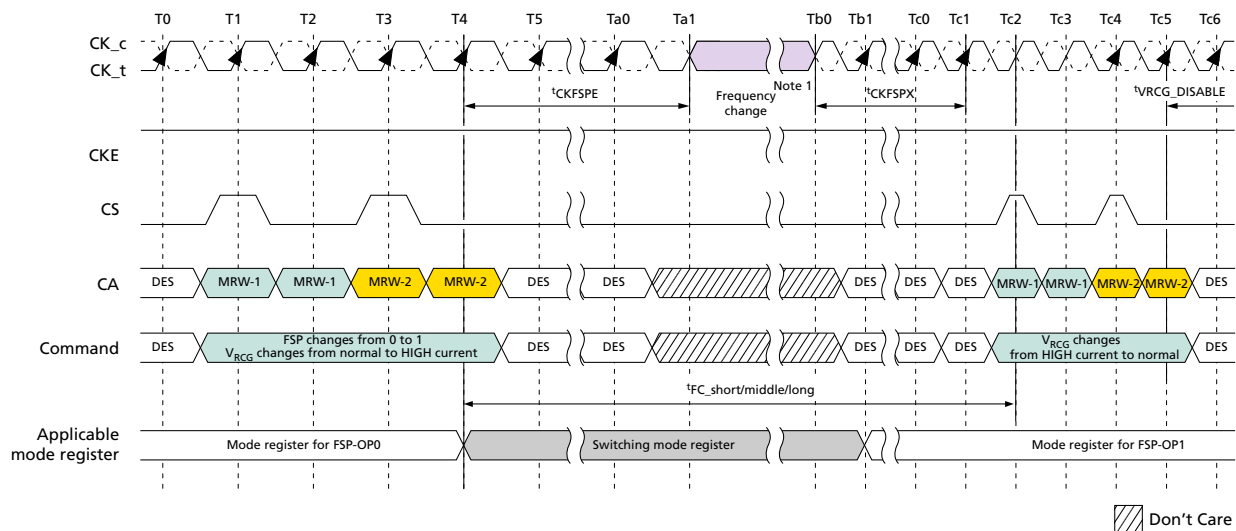 T0 T1 T2 T3 T4 T5 Ta0 Ta1 Tb0 Tb1 Tc0 Tc1 Tc2 Tc3 Tc4 Tc5 Tc6
CK_c
CK_t
tCKFSPE
Frequency
change
Note 1
tCKFSPX
tVRCG_DISABLE
CKE
CS
CA
DES MRW-1 MRW-1 MRW-2 MRW-2 DES DES DES DES DES MRW-1 MRW-1 MRW-2 MRW-2 DES
Command
DES
FSP changes from 0 to 1
VRCG changes from normal to HIGH current
DES DES DES DES DES
VRCG changes
from HIGH current to normal
DES
tFC_short/middle/long
Applicable
mode register
Mode register for FSP-OP0
Switching mode register
Mode register for FSP-OP1
Don't Care